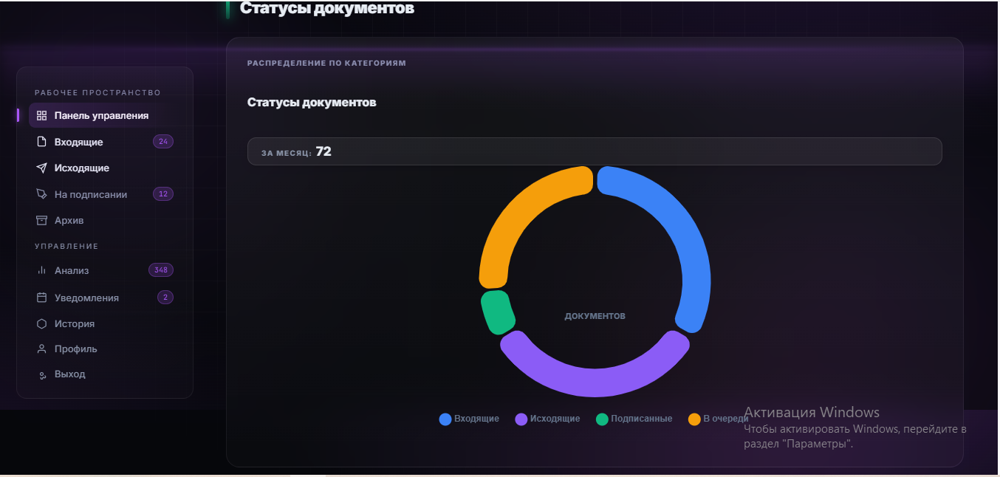 Статусы документов
РАБОЧЕЕ ПРОСТРАНСТВО
Панель управления
Входящие 24
Исходящие
На подписании 12
Архив
УПРАВЛЕНИЕ
Анализ 348
Уведомления 2
История
Профиль
Выход
РАСПРЕДЕЛЕНИЕ ПО КАТЕГОРИЯМ
Статусы документов
ЗА МЕСЯЦ: 72
ДОКУМЕНТОВ
Входящие Исходящие Подписанные В очереди
Активация Windows
Чтобы активировать Windows, перейдите в
раздел "Параметры".